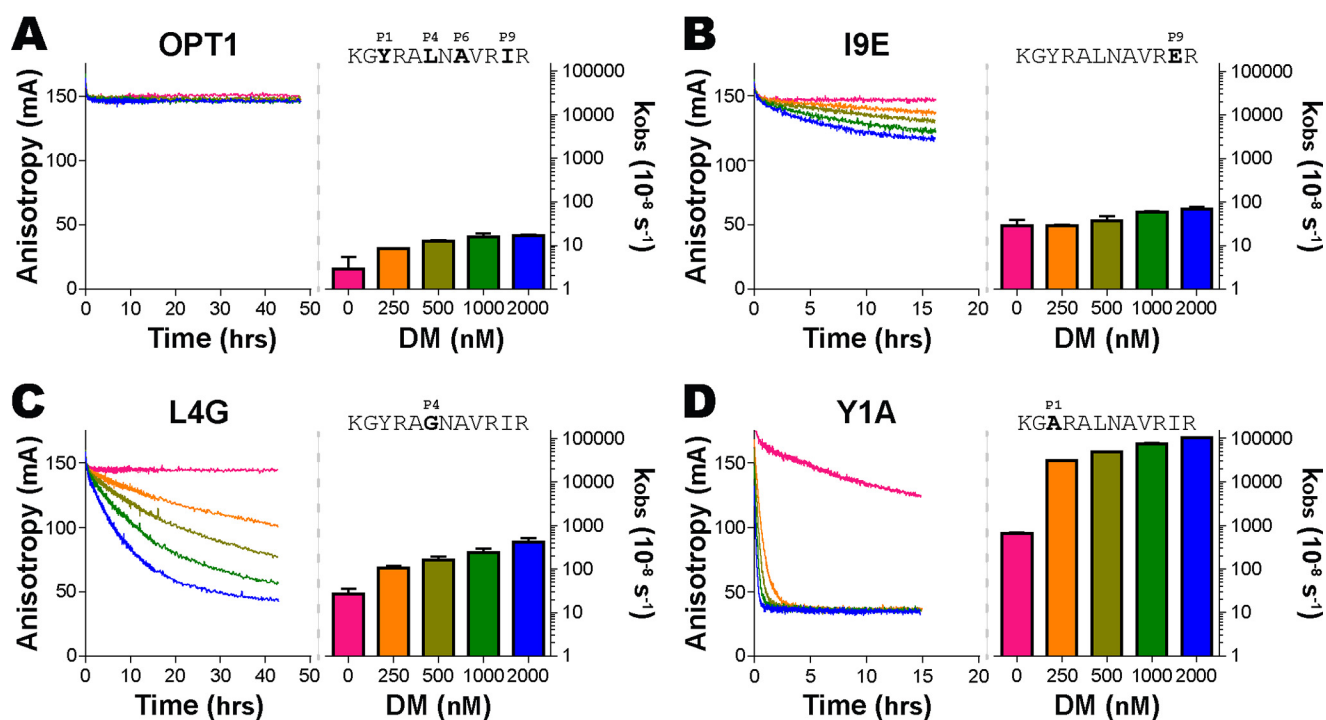 A
OPT1
P1 P4 P6 P9
KGYRALNAVRIR
Anisotropy (mA)
150
100
50
0
0 10 20 30 40 50
Time (hrs)
100000
10000
1000
100
10
1
kobs (10-8 s-1)
0 250 500 1000 2000
DM (nM)
B
I9E
P9
KGYRALNAVRER
Anisotropy (mA)
150
100
50
0
0 5 10 15 20
Time (hrs)
100000
10000
1000
100
10
1
kobs (10-8 s-1)
0 250 500 1000 2000
DM (nM)
C
L4G
P4
KGYRAGNAVRIR
Anisotropy (mA)
150
100
50
0
0 10 20 30 40 50
Time (hrs)
100000
10000
1000
100
10
1
kobs (10-8 s-1)
0 250 500 1000 2000
DM (nM)
D
Y1A
P1
KGARALNAVRIR
Anisotropy (mA)
150
100
50
0
0 5 10 15 20
Time (hrs)
100000
10000
1000
100
10
1
kobs (10-8 s-1)
0 250 500 1000 2000
DM (nM)